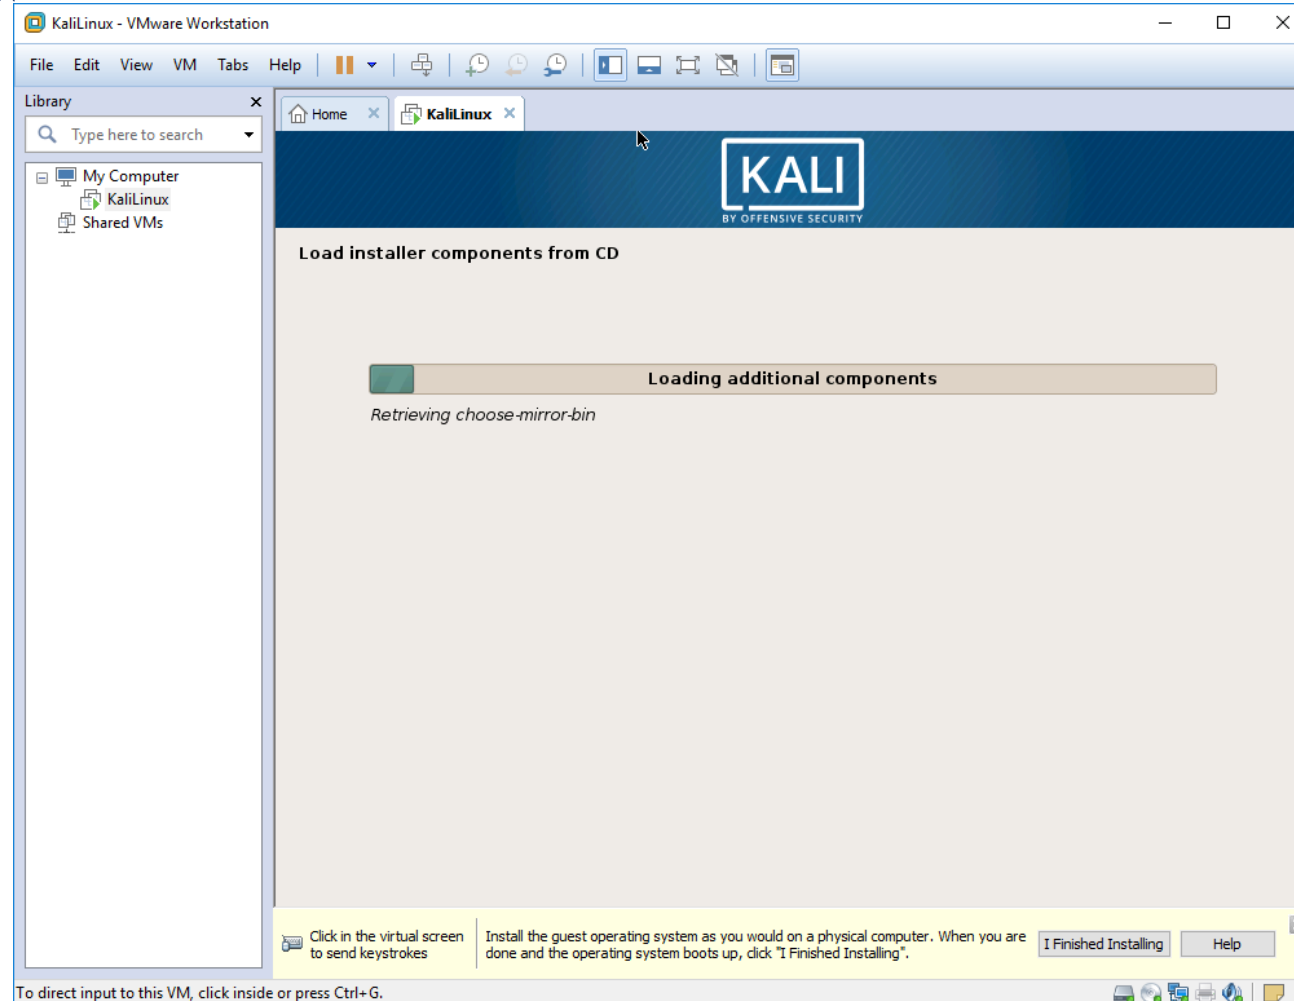 KaliLinux - VMware Workstation
File Edit View VM Tabs Help
Library
Type here to search
My Computer
KaliLinux
Shared VMs
Home KaliLinux
KALI
BY OFFENSIVE SECURITY
Load installer components from CD
Loading additional components
Retrieving choose-mirror-bin
Click in the virtual screen
to send keystrokes
Install the guest operating system as you would on a physical computer. When you are
done and the operating system boots up, click "I Finished Installing".
I Finished Installing Help
To direct input to this VM, click inside or press Ctrl+G.